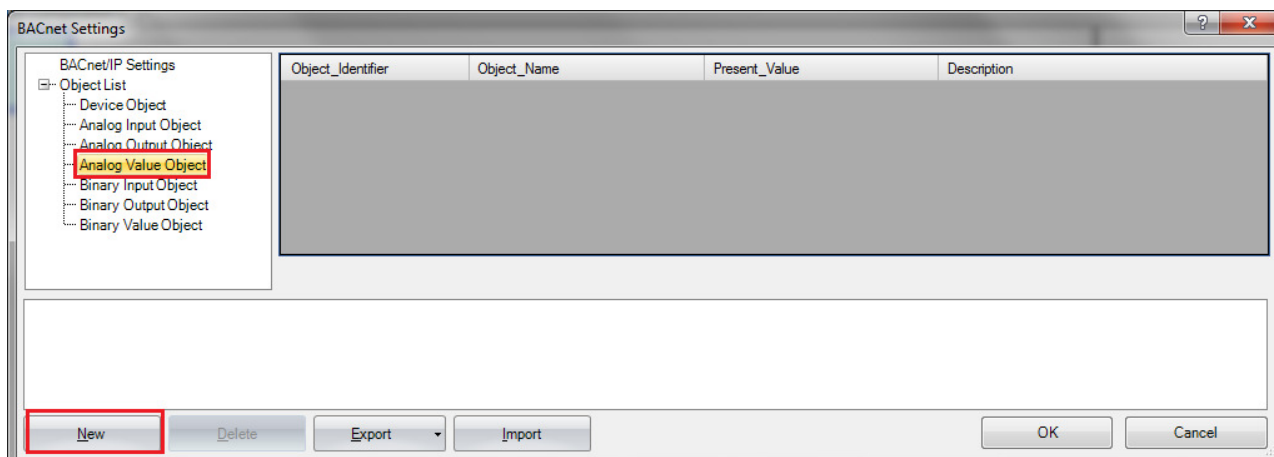 BACnet Settings
BACnet/IP Settings
Object List
Device Object
Analog Input Object
Analog Output Object
Analog Value Object
Binary Input Object
Binary Output Object
Binary Value Object
Object_Identifier Object_Name Present_Value Description
New Delete Export Import OK Cancel